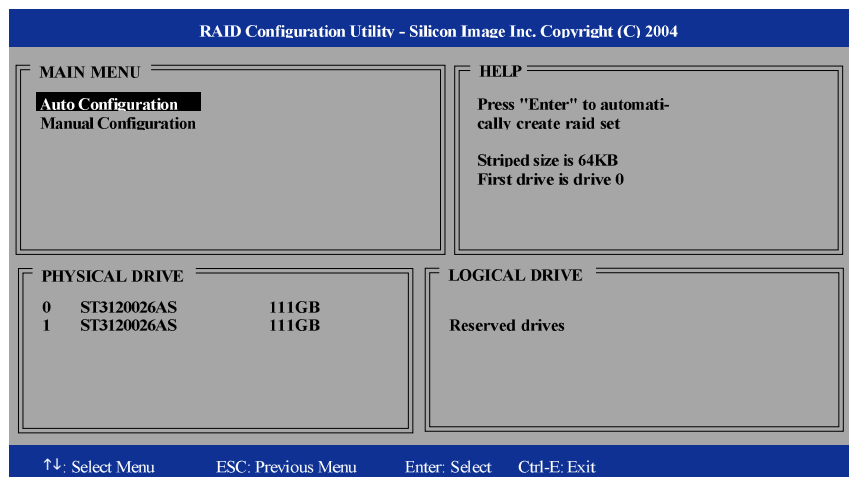 RAID Configuration Utility - Silicon Image Inc. Copyright (C) 2004
MAIN MENU
Auto Configuration
Manual Configuration
HELP
Press "Enter" to automati-
cally create raid set
Striped size is 64KB
First drive is drive 0
PHYSICAL DRIVE
0 ST3120026AS 111GB
1 ST3120026AS 111GB
LOGICAL DRIVE
Reserved drives
↑↓: Select Menu ESC: Previous Menu Enter: Select Ctrl-E: Exit